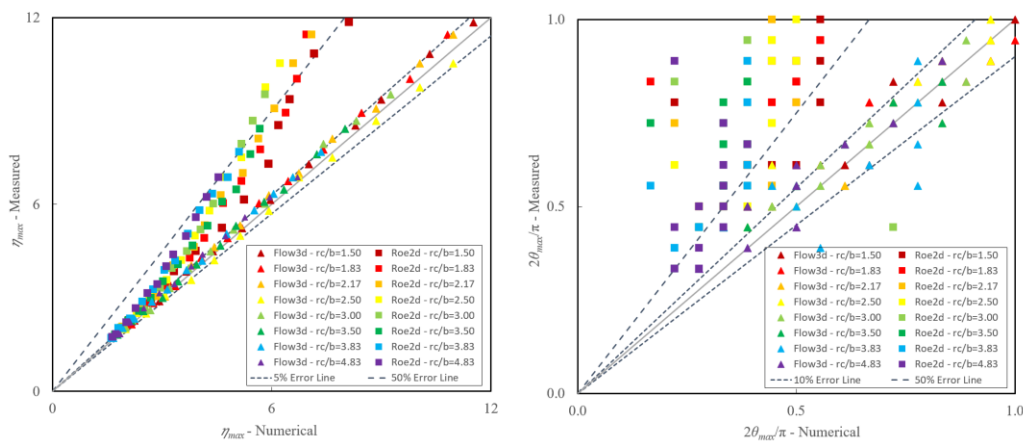 12
6
0
0
6
12
η_max - Measured
η_max - Numerical
Flow3d - rc/b=1.50
Roe2d - rc/b=1.50
Flow3d - rc/b=1.83
Roe2d - rc/b=1.83
Flow3d - rc/b=2.17
Roe2d - rc/b=2.17
Flow3d - rc/b=2.50
Roe2d - rc/b=2.50
Flow3d - rc/b=3.00
Roe2d - rc/b=3.00
Flow3d - rc/b=3.50
Roe2d - rc/b=3.50
Flow3d - rc/b=3.83
Roe2d - rc/b=3.83
Flow3d - rc/b=4.83
Roe2d - rc/b=4.83
5% Error Line
50% Error Line
1.0
0.5
0.0
0.0
0.5
1.0
2θ_max/π - Measured
2θ_max/π - Numerical
Flow3d - rc/b=1.50
Roe2d - rc/b=1.50
Flow3d - rc/b=1.83
Roe2d - rc/b=1.83
Flow3d - rc/b=2.17
Roe2d - rc/b=2.17
Flow3d - rc/b=2.50
Roe2d - rc/b=2.50
Flow3d - rc/b=3.00
Roe2d - rc/b=3.00
Flow3d - rc/b=3.50
Roe2d - rc/b=3.50
Flow3d - rc/b=3.83
Roe2d - rc/b=3.83
Flow3d - rc/b=4.83
Roe2d - rc/b=4.83
10% Error Line
50% Error Line